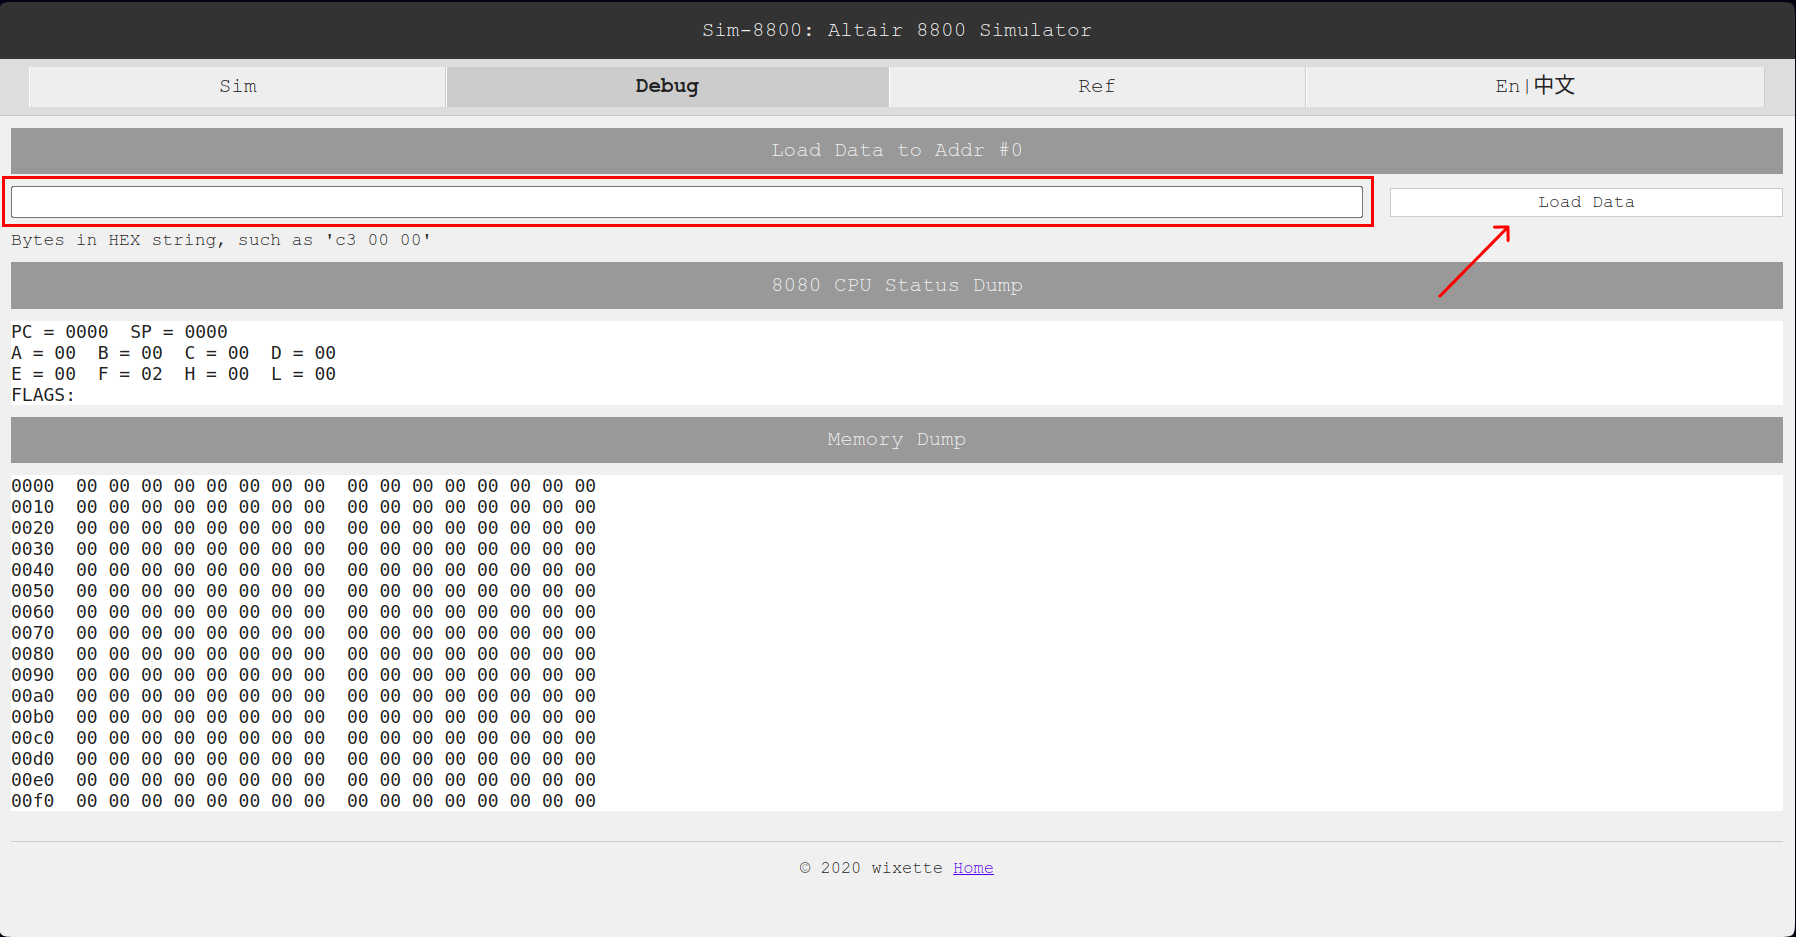 Sim-8800: Altair 8800 Simulator
Sim Debug Ref En|中文
Load Data to Addr #0
Load Data
Bytes in HEX string, such as 'c3 00 00'
8080 CPU Status Dump
PC = 0000  SP = 0000
A = 00  B = 00  C = 00  D = 00
E = 00  F = 02  H = 00  L = 00
FLAGS:
Memory Dump
0000  00 00 00 00 00 00 00 00  00 00 00 00 00 00 00 00
0010  00 00 00 00 00 00 00 00  00 00 00 00 00 00 00 00
0020  00 00 00 00 00 00 00 00  00 00 00 00 00 00 00 00
0030  00 00 00 00 00 00 00 00  00 00 00 00 00 00 00 00
0040  00 00 00 00 00 00 00 00  00 00 00 00 00 00 00 00
0050  00 00 00 00 00 00 00 00  00 00 00 00 00 00 00 00
0060  00 00 00 00 00 00 00 00  00 00 00 00 00 00 00 00
0070  00 00 00 00 00 00 00 00  00 00 00 00 00 00 00 00
0080  00 00 00 00 00 00 00 00  00 00 00 00 00 00 00 00
0090  00 00 00 00 00 00 00 00  00 00 00 00 00 00 00 00
00a0  00 00 00 00 00 00 00 00  00 00 00 00 00 00 00 00
00b0  00 00 00 00 00 00 00 00  00 00 00 00 00 00 00 00
00c0  00 00 00 00 00 00 00 00  00 00 00 00 00 00 00 00
00d0  00 00 00 00 00 00 00 00  00 00 00 00 00 00 00 00
00e0  00 00 00 00 00 00 00 00  00 00 00 00 00 00 00 00
00f0  00 00 00 00 00 00 00 00  00 00 00 00 00 00 00 00
© 2020 wixette Home